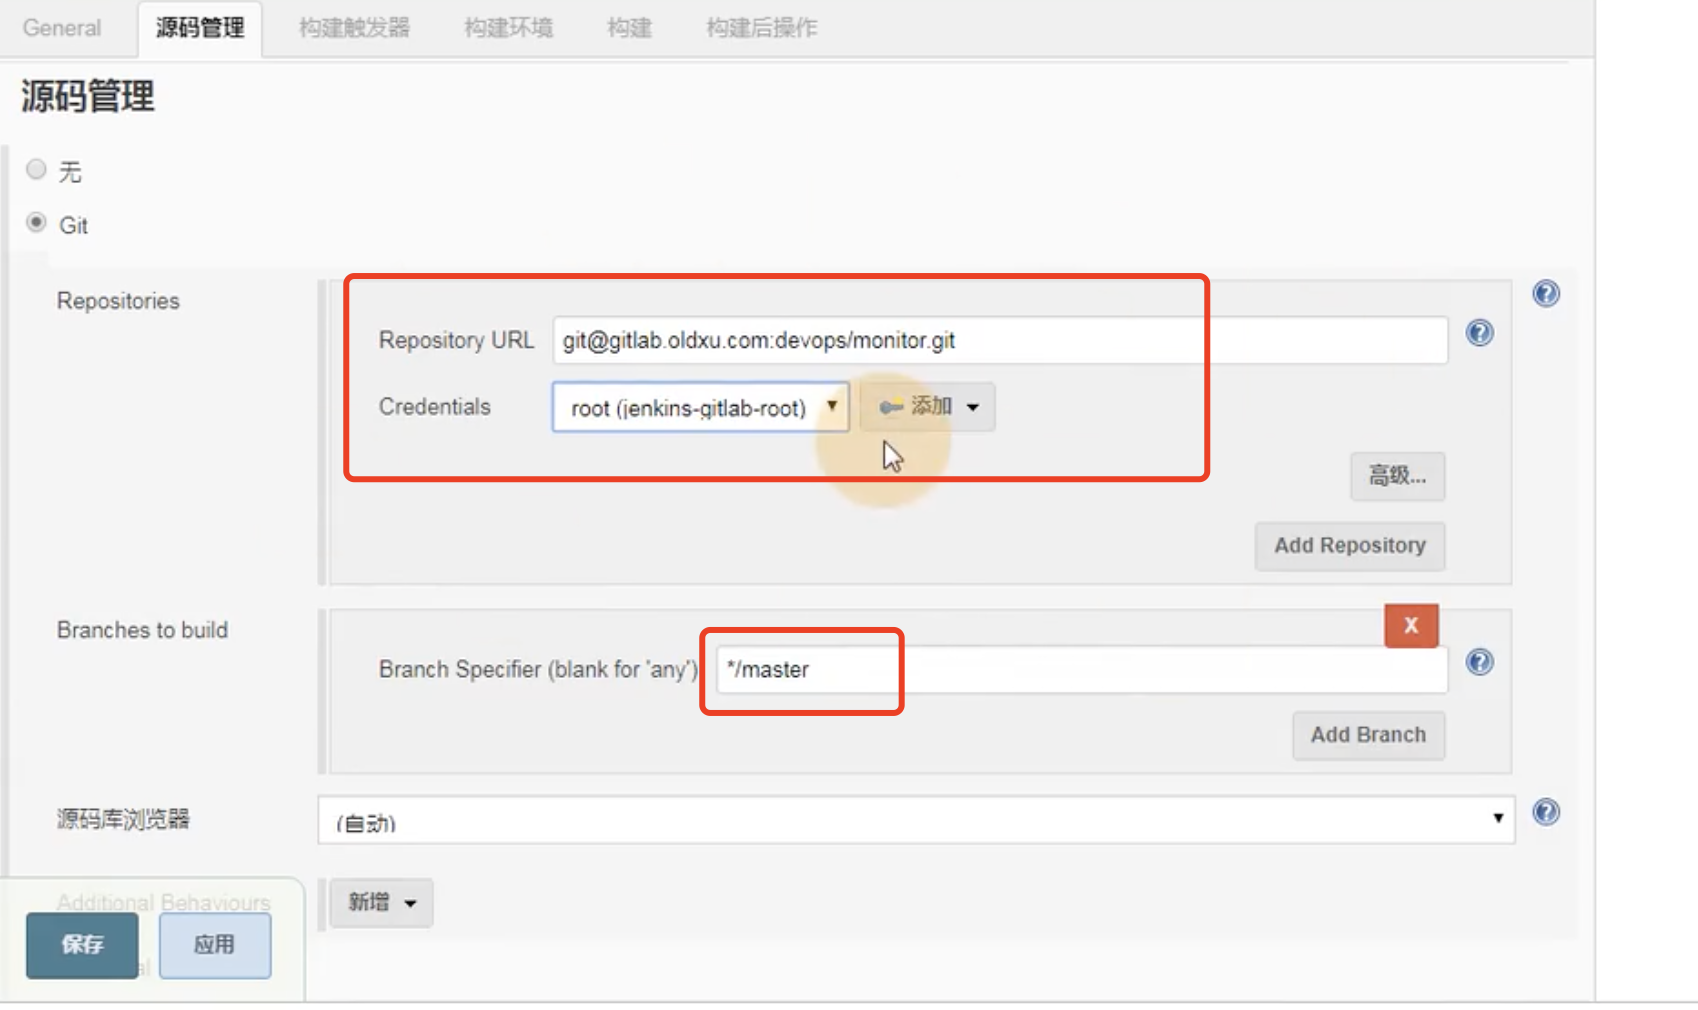 General 源码管理 构建触发器 构建环境 构建 构建后操作
源码管理
无
Git
Repositories
Repository URL git@gitlab.oldxu.com:devops/monitor.git
Credentials root (jenkins-gitlab-root) 添加
高级...
Add Repository
Branches to build
X
Branch Specifier (blank for 'any') */master
Add Branch
源码库浏览器 (自动)
Additional Behaviours 新增
保存 应用